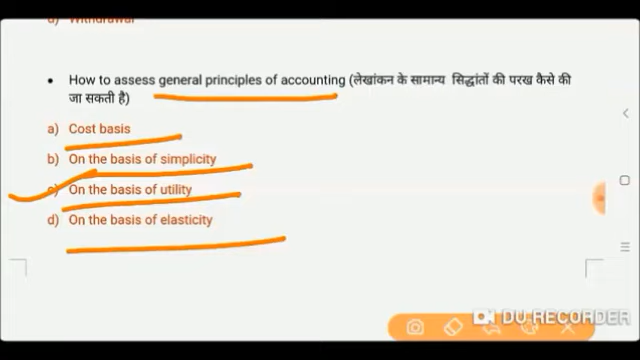 d) Withdrawal
• How to assess general principles of accounting (लेखांकन के सामान्य सिद्धांतों की परख कैसे की
जा सकती है)
a) Cost basis
b) On the basis of simplicity
c) On the basis of utility
d) On the basis of elasticity
DU RECORDER